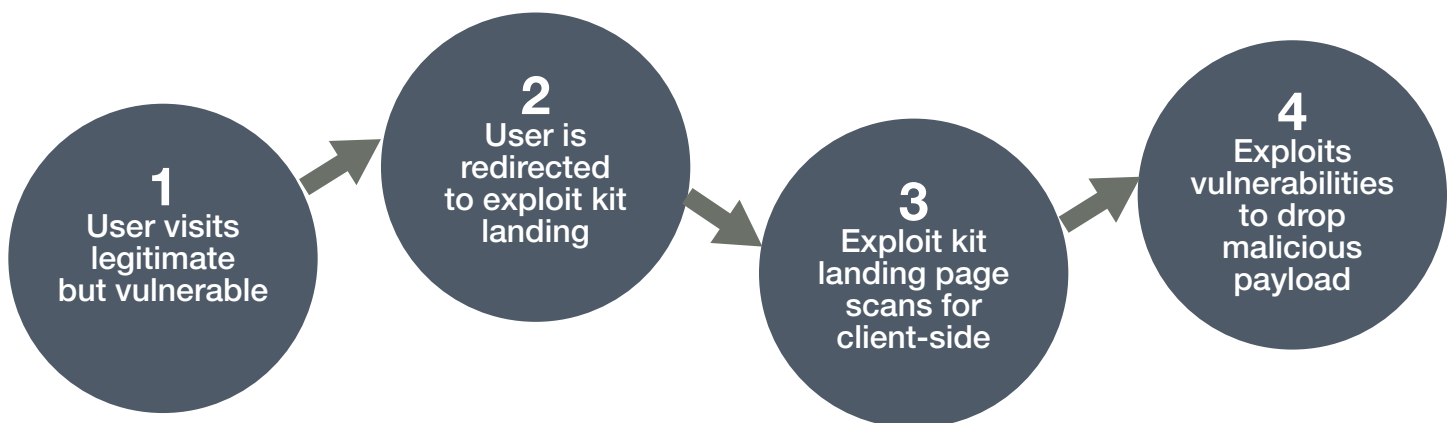 1
User visits
legitimate
but vulnerable
2
User is
redirected
to exploit kit
landing
3
Exploit kit
landing page
scans for
client-side
4
Exploits
vulnerabilities
to drop
malicious
payload